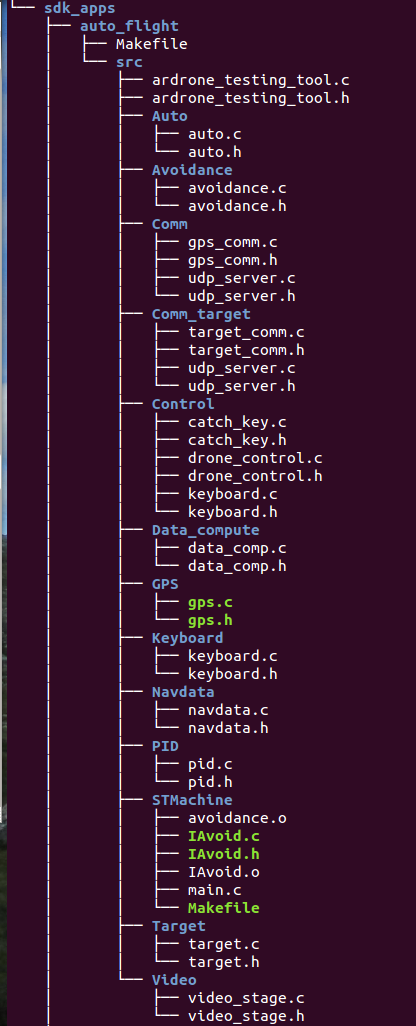 └── sdk_apps
    ├── auto_flight
    │   ├── Makefile
    │   └── src
    │       ├── ardrone_testing_tool.c
    │       ├── ardrone_testing_tool.h
    │       ├── Auto
    │       │   ├── auto.c
    │       │   └── auto.h
    │       ├── Avoidance
    │       │   ├── avoidance.c
    │       │   └── avoidance.h
    │       ├── Comm
    │       │   ├── gps_comm.c
    │       │   ├── gps_comm.h
    │       │   ├── udp_server.c
    │       │   └── udp_server.h
    │       ├── Comm_target
    │       │   ├── target_comm.c
    │       │   ├── target_comm.h
    │       │   ├── udp_server.c
    │       │   └── udp_server.h
    │       ├── Control
    │       │   ├── catch_key.c
    │       │   ├── catch_key.h
    │       │   ├── drone_control.c
    │       │   ├── drone_control.h
    │       │   ├── keyboard.c
    │       │   └── keyboard.h
    │       ├── Data_compute
    │       │   ├── data_comp.c
    │       │   └── data_comp.h
    │       ├── GPS
    │       │   ├── gps.c
    │       │   └── gps.h
    │       ├── Keyboard
    │       │   ├── keyboard.c
    │       │   └── keyboard.h
    │       ├── Navdata
    │       │   ├── navdata.c
    │       │   └── navdata.h
    │       ├── PID
    │       │   ├── pid.c
    │       │   └── pid.h
    │       ├── STMachine
    │       │   ├── avoidance.o
    │       │   ├── IAvoid.c
    │       │   ├── IAvoid.h
    │       │   ├── IAvoid.o
    │       │   ├── main.c
    │       │   └── Makefile
    │       ├── Target
    │       │   ├── target.c
    │       │   └── target.h
    │       └── Video
    │           ├── video_stage.c
    │           └── video_stage.h